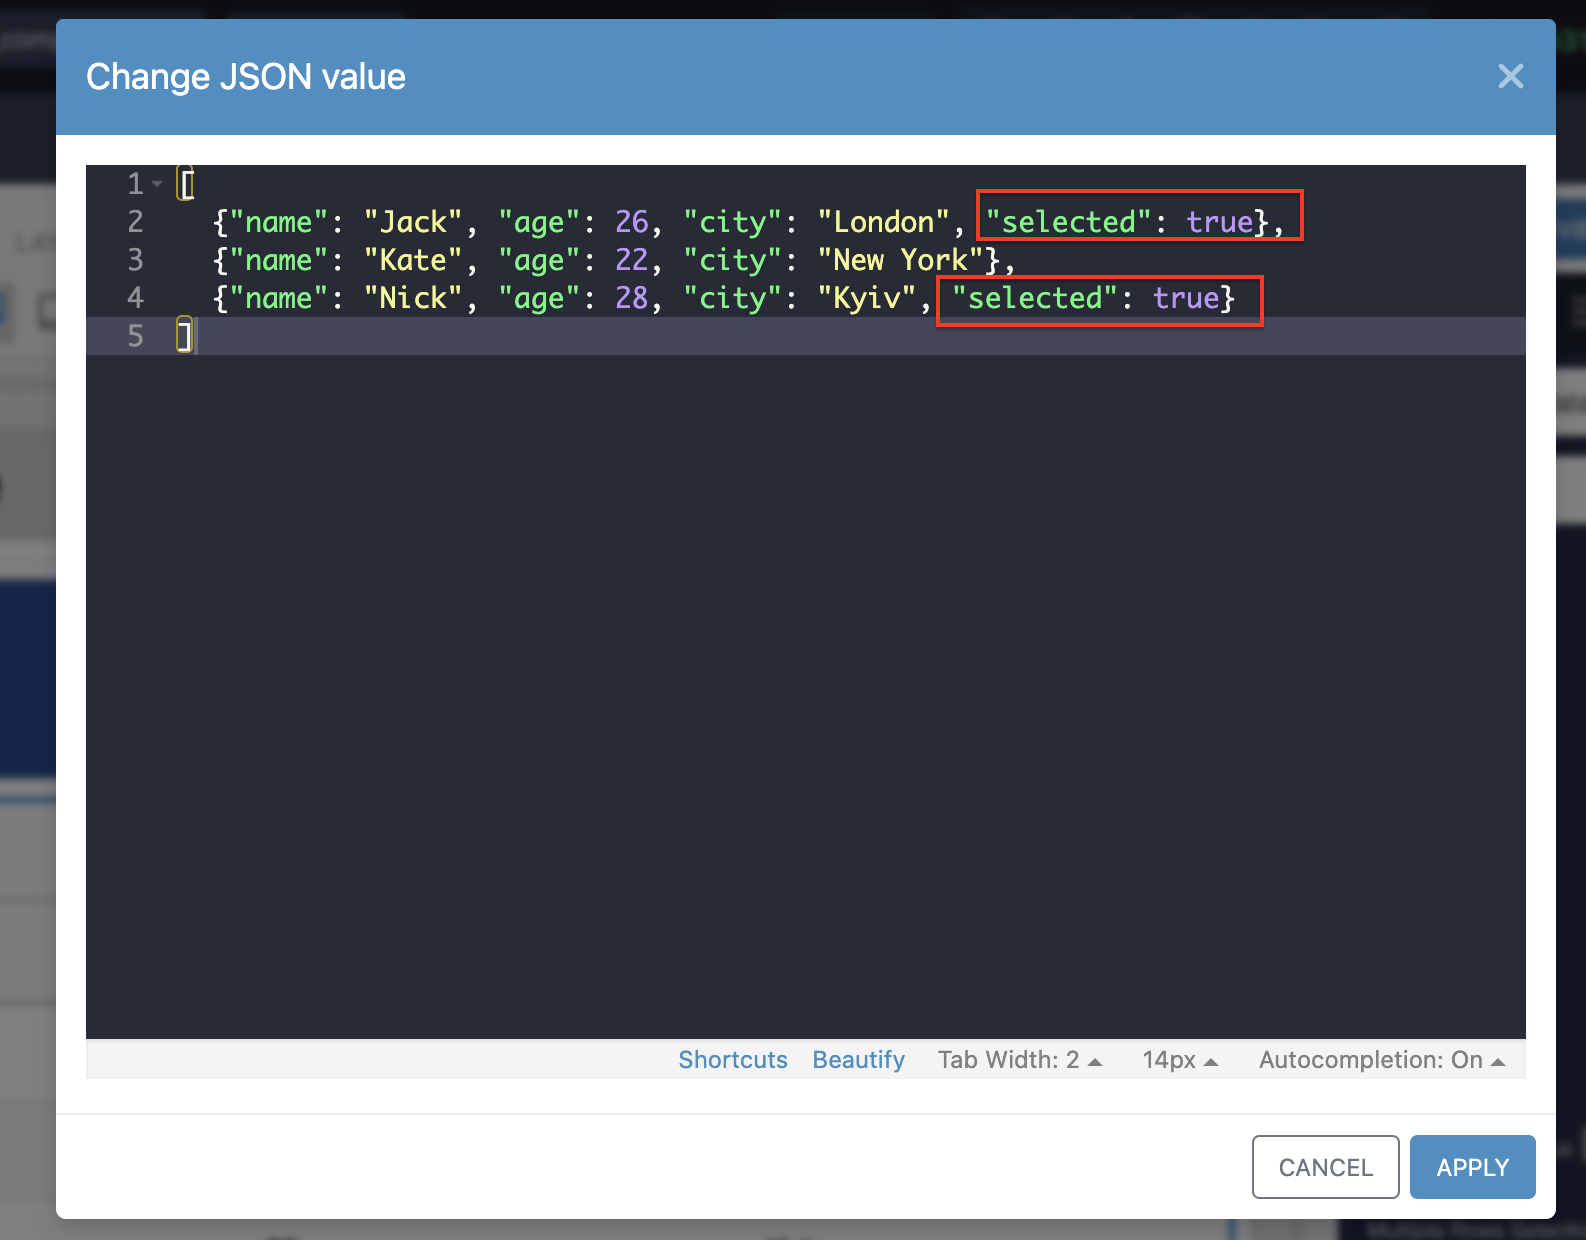 Change JSON value
1 [
2 {"name": "Jack", "age": 26, "city": "London", "selected": true},
3 {"name": "Kate", "age": 22, "city": "New York"},
4 {"name": "Nick", "age": 28, "city": "Kyiv", "selected": true}
5 ]
Shortcuts Beautify Tab Width: 2 14px Autocompletion: On
CANCEL APPLY